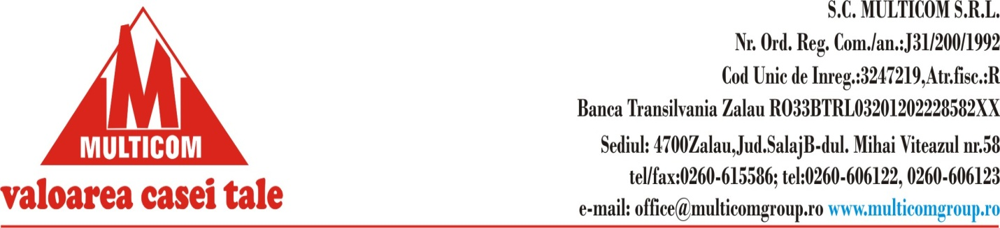 M
MULTICOM
valoarea casei tale
S.C. MULTICOM S.R.L.
Nr. Ord. Reg. Com./an.:J31/200/1992
Cod Unic de Inreg.:3247219,Atr.fisc.:R
Banca Transilvania Zalau RO33BTRL03201202228582XX
Sediul: 4700Zalau,Jud.SalajB-dul. Mihai Viteazul nr.58
tel/fax:0260-615586; tel:0260-606122, 0260-606123
e-mail: office@multicomgroup.ro www.multicomgroup.ro